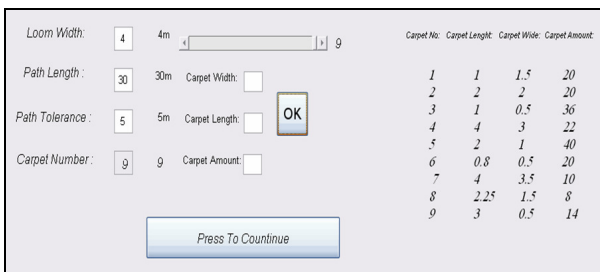 Loom Width: 4 4m 9
Path Length : 30 30m Carpet Width:
Path Tolerance : 5 5m Carpet Length: OK
Carpet Number : 9 9 Carpet Amount:
Press To Countinue
Carpet No: Carpet Lenght: Carpet Wide: Carpet Amount:
1 1 1.5 20
2 2 2 20
3 1 0.5 36
4 4 3 22
5 2 1 40
6 0.8 0.5 20
7 4 3.5 10
8 2.25 1.5 8
9 3 0.5 14